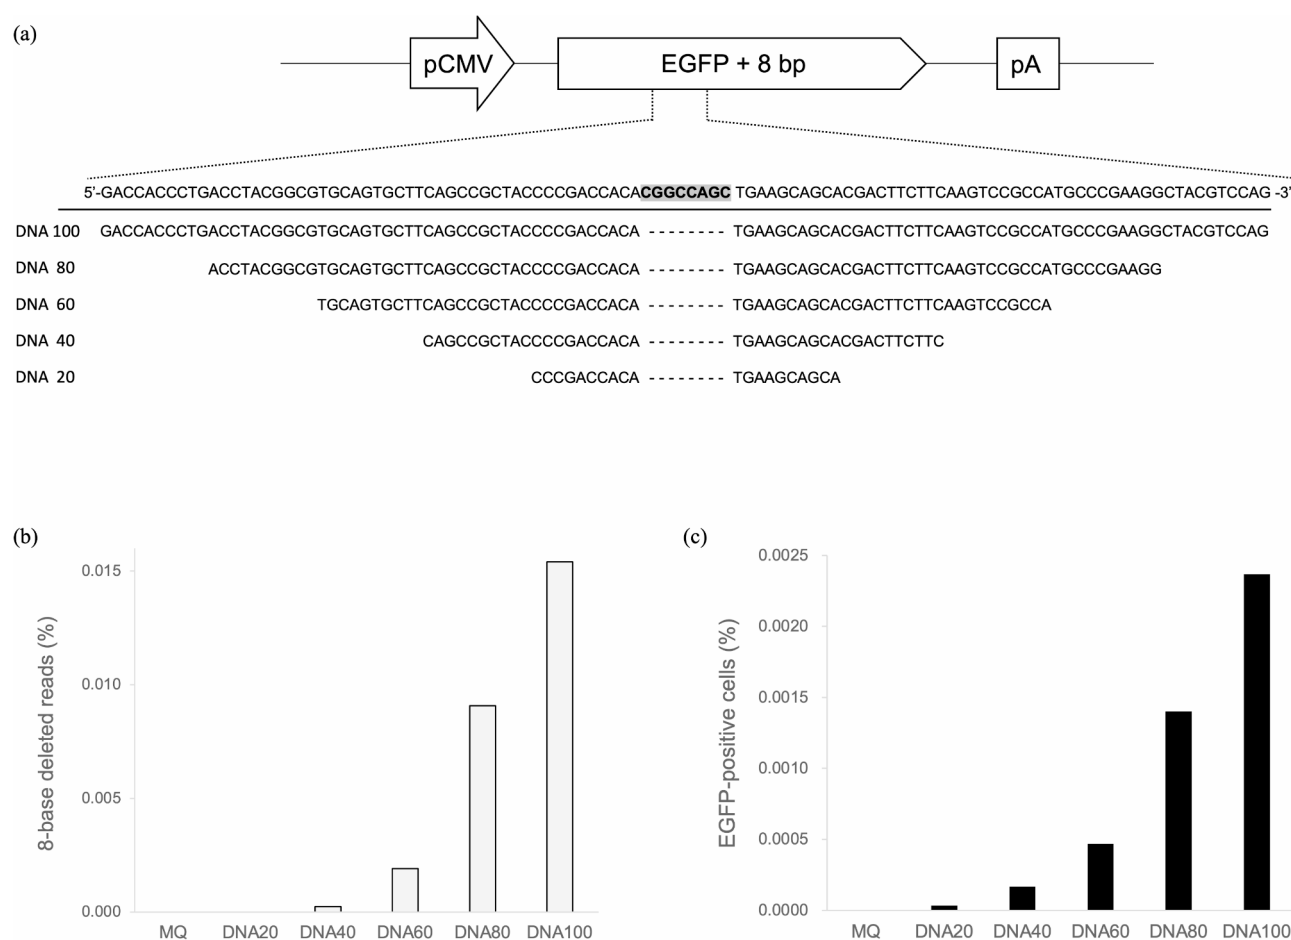 (a)
pCMV
EGFP + 8 bp
pA
5’-GACCACCCTGACCTACGGCGTGCAGTGCTTCAGCCGCTACCCCGACCACACGGCCAGC TGAAGCAGCACGACTTCTTCAAGTCCGCCATGCCCGAAGGCTACGTCCAG -3’
DNA 100 GACCACCCTGACCTACGGCGTGCAGTGCTTCAGCCGCTACCCCGACCACA - - - - - - - - TGAAGCAGCACGACTTCTTCAAGTCCGCCATGCCCGAAGGCTACGTCCAG
DNA 80 ACCTACGGCGTGCAGTGCTTCAGCCGCTACCCCGACCACA - - - - - - - - TGAAGCAGCACGACTTCTTCAAGTCCGCCATGCCCGAAGG
DNA 60 TGCAGTGCTTCAGCCGCTACCCCGACCACA - - - - - - - - TGAAGCAGCACGACTTCTTCAAGTCCGCCA
DNA 40 CAGCCGCTACCCCGACCACA - - - - - - - - TGAAGCAGCACGACTTCTTC
DNA 20 CCCGACCACA - - - - - - - - TGAAGCAGCA
(b)
8-base deleted reads (%)
0.015
0.010
0.005
0.000
MQ DNA20 DNA40 DNA60 DNA80 DNA100
(c)
EGFP-positive cells (%)
0.0025
0.0020
0.0015
0.0010
0.0005
0.0000
MQ DNA20 DNA40 DNA60 DNA80 DNA100